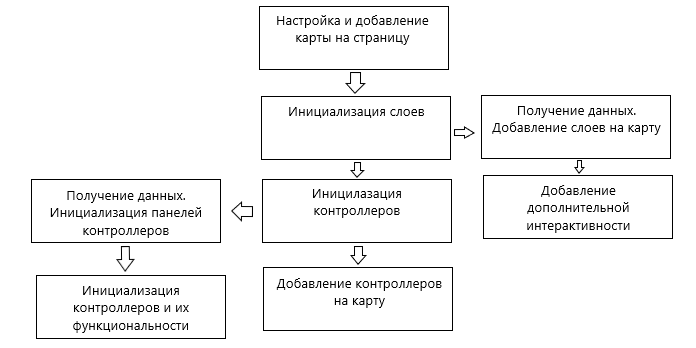 Настройка и добавление
карты на страницу
Инициализация слоев
Получение данных.
Добавление слоев на карту
Получение данных.
Инициализация панелей
контроллеров
Иницилазация
контроллеров
Добавление
дополнительной
интерактивности
Инициализация
контроллеров и их
функциональности
Добавление контроллеров
на карту